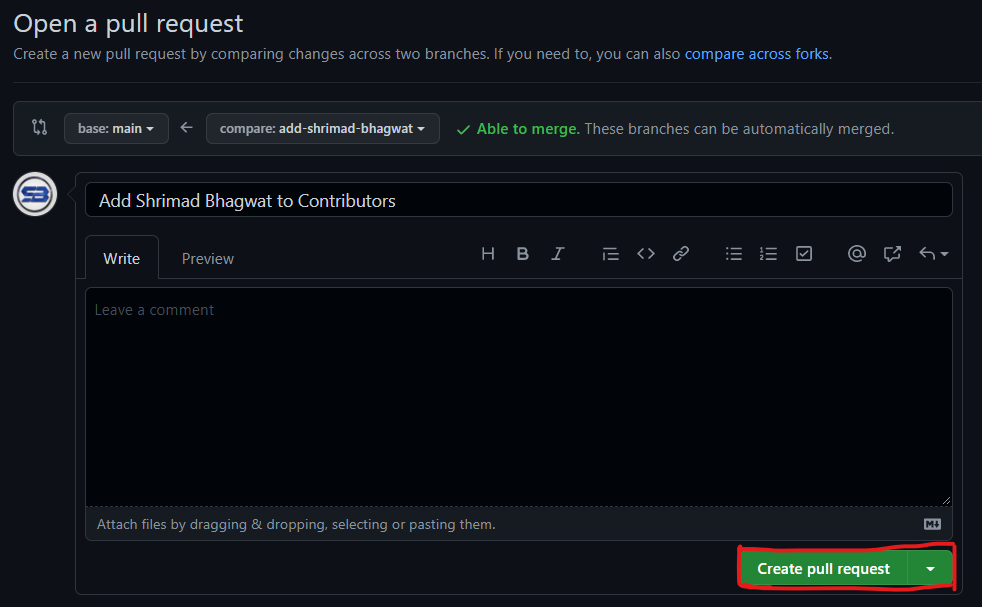 Open a pull request
Create a new pull request by comparing changes across two branches. If you need to, you can also compare across forks.
base: main
compare: add-shrimad-bhagwat
Able to merge. These branches can be automatically merged.
SB
Add Shrimad Bhagwat to Contributors
Write
Preview
H B I
Leave a comment
Attach files by dragging & dropping, selecting or pasting them.
Create pull request